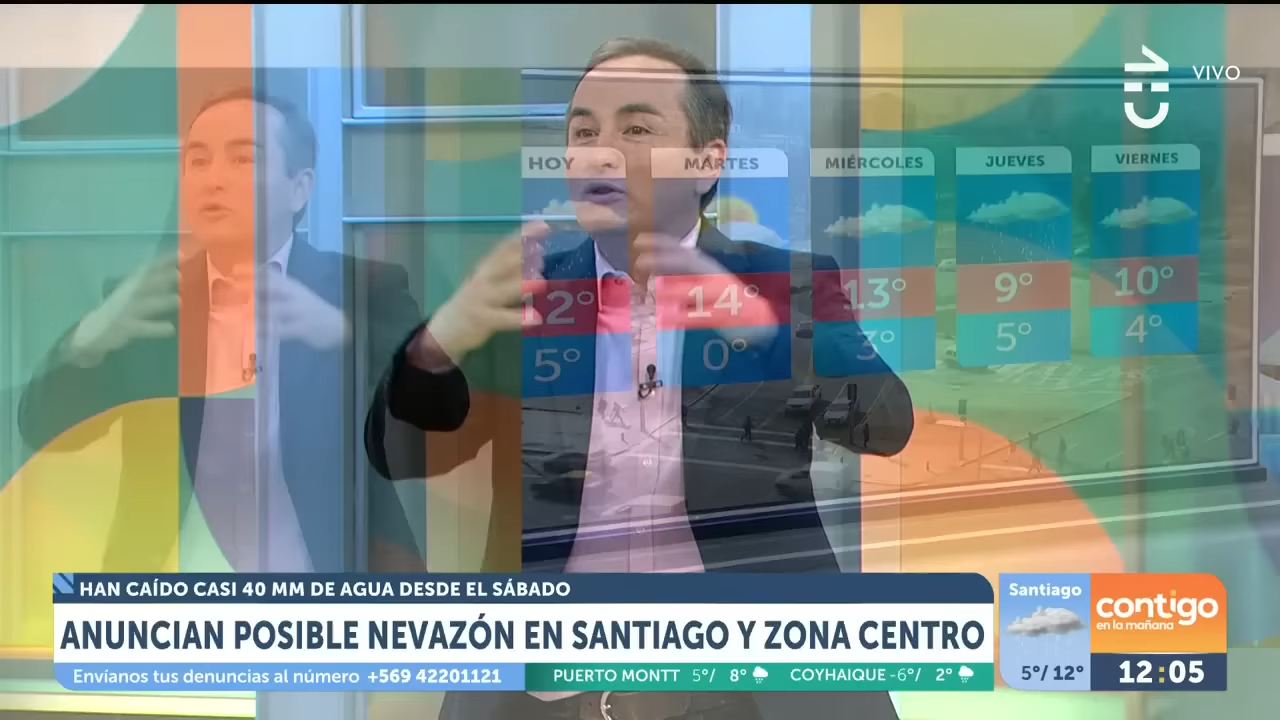 CHV
VIVO
HOY
MARTES
MIÉRCOLES
JUEVES
VIERNES
12°
14°
13°
9°
10°
5°
0°
3°
5°
4°
HAN CAÍDO CASI 40 MM DE AGUA DESDE EL SÁBADO
ANUNCIAN POSIBLE NEVAZÓN EN SANTIAGO Y ZONA CENTRO
Envíanos tus denuncias al número +569 42201121
PUERTO MONTT 5°/ 8° COYHAIQUE -6°/ 2°
Santiago
5°/ 12°
contigo
en la mañana
12:05